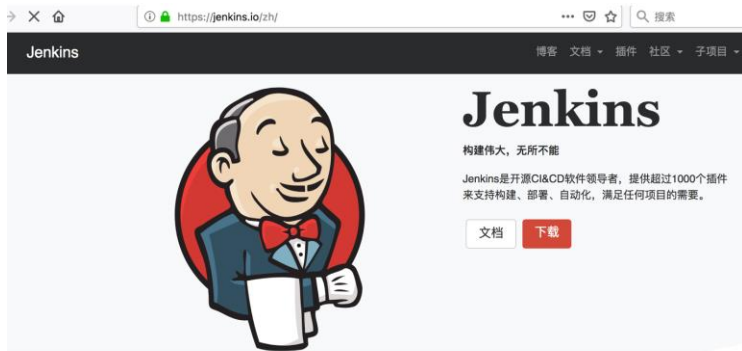 https://jenkins.io/zh/
搜索
Jenkins
博客 文档 插件 社区 子项目
Jenkins
构建伟大，无所不能
Jenkins是开源CI&CD软件领导者，提供超过1000个插件
来支持构建、部署、自动化，满足任何项目的需要。
文档 下载